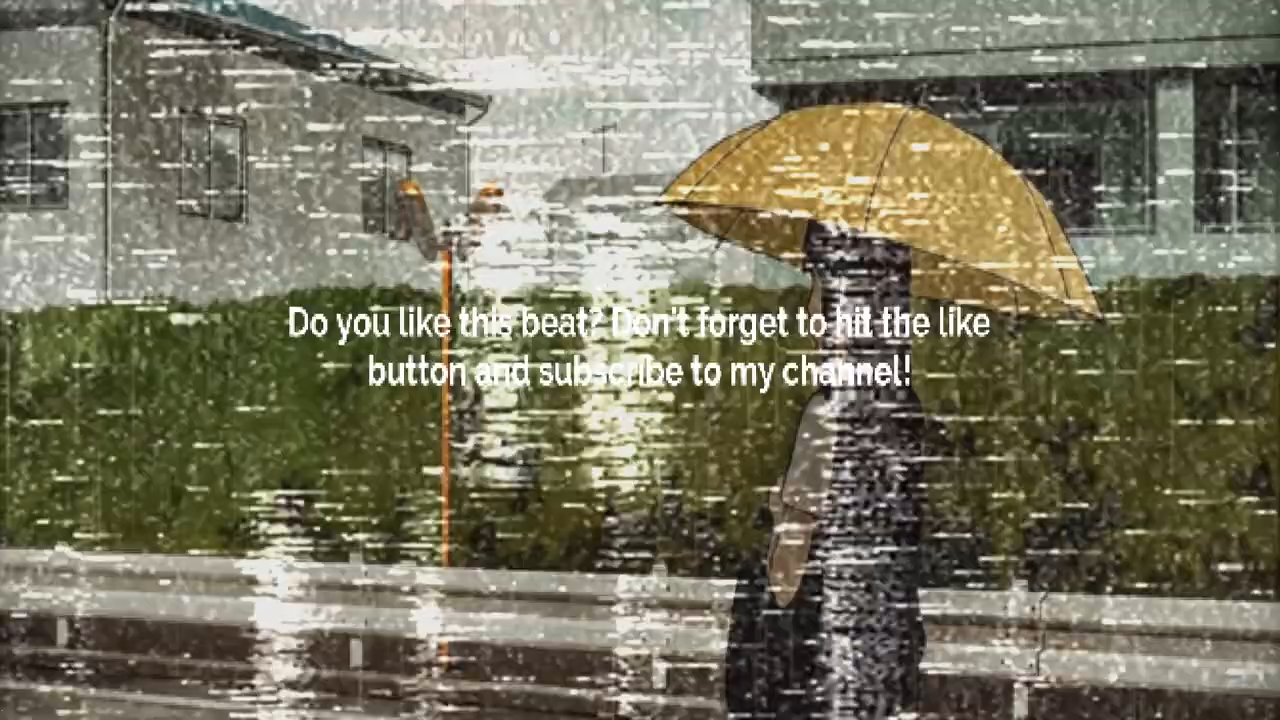 Do you like this beat? Don't forget to hit the like
button and subscribe to my channel!